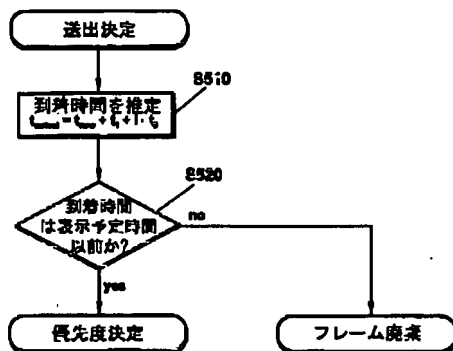 送出決定
S510
到着時間を推定
S520
到着時間
は表示予定時間
以前か?
no
yes
優先度決定
フレーム廃棄